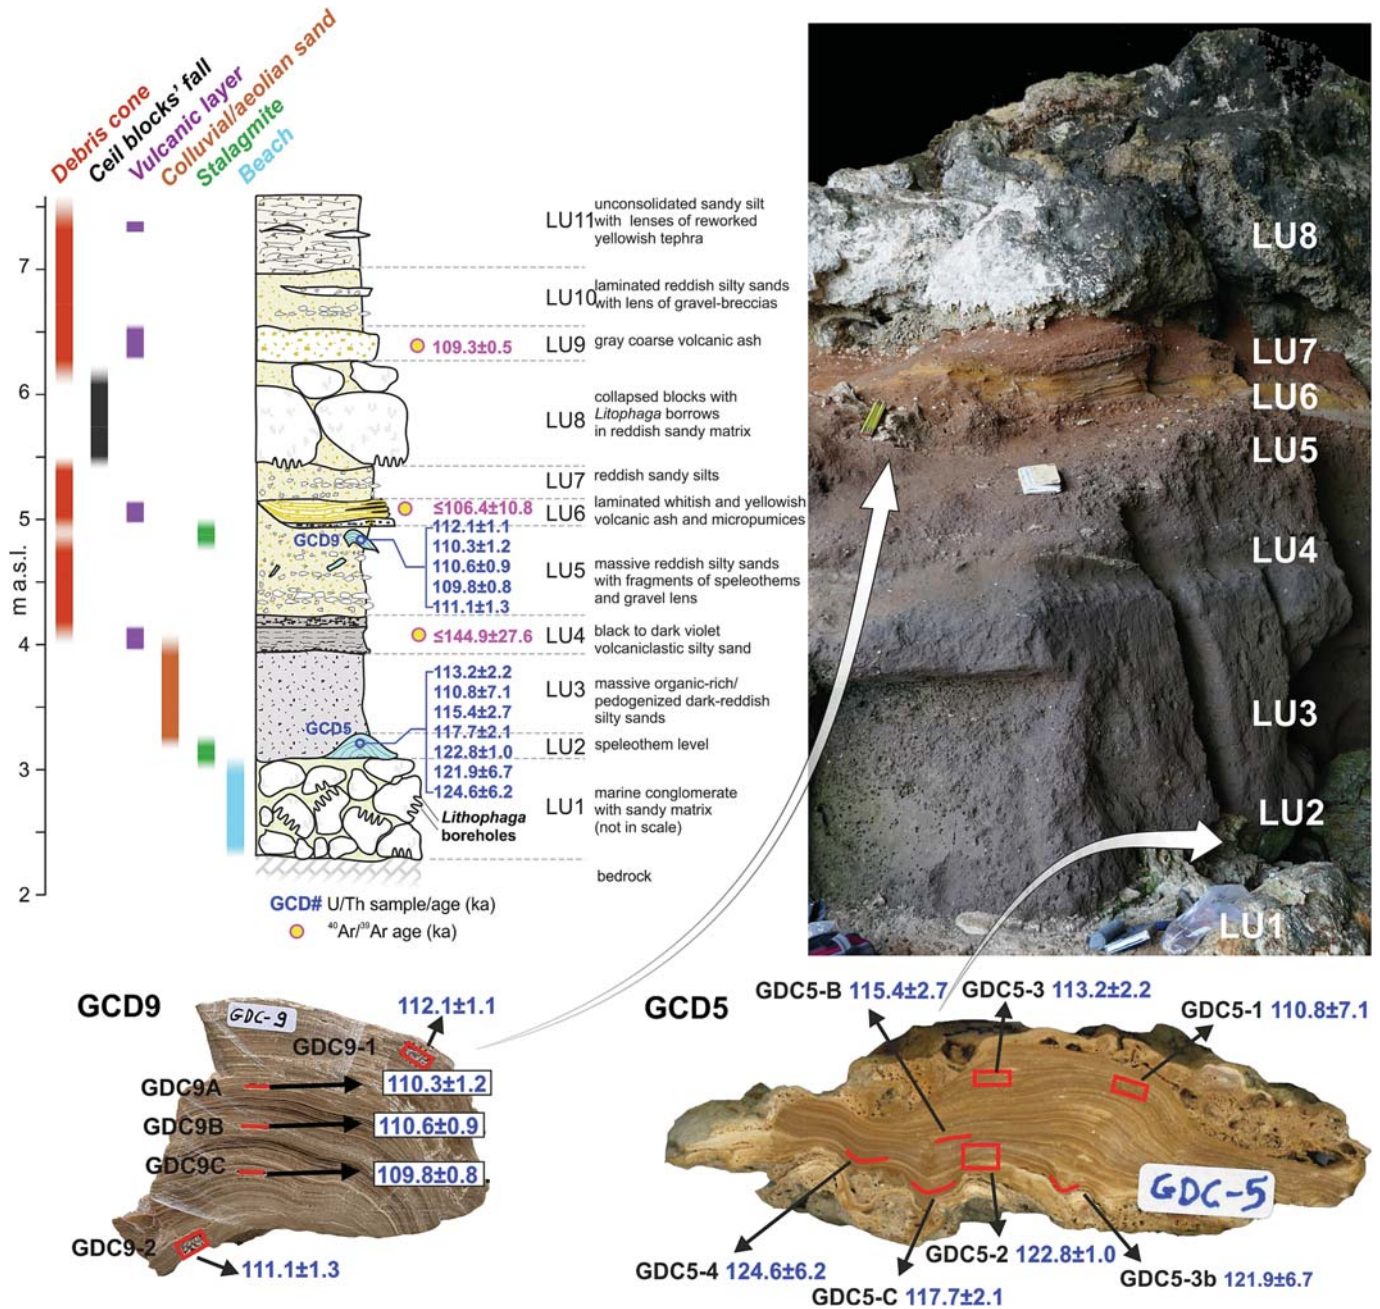 Debris cone
Ceil blocks' fall
Vulcanic layer
Colluvial/aeolian sand
Stalagmite
Beach
m a.s.l.
7
6
5
4
3
2
LU11
unconsolidated sandy silt
with lenses of reworked
yellowish tephra
LU10
laminated reddish silty sands
with lens of gravel-breccias
109.3±0.5
LU9
gray coarse volcanic ash
LU8
collapsed blocks with
Litophaga borrows
in reddish sandy matrix
LU7
reddish sandy silts
≤106.4±10.8
LU6
laminated whitish and yellowish
volcanic ash and micropumices
GCD9
112.1±1.1
110.3±1.2
110.6±0.9
109.8±0.8
111.1±1.3
LU5
massive reddish silty sands
with fragments of speleothems
and gravel lens
≤144.9±27.6
LU4
black to dark violet
volcaniclastic silty sand
GCD5
113.2±2.2
110.8±7.1
115.4±2.7
117.7±2.1
122.8±1.0
121.9±6.7
124.6±6.2
LU3
massive organic-rich/
pedogenized dark-reddish
silty sands
LU2
speleothem level
LU1
marine conglomerate
with sandy matrix
(not in scale)
Lithophaga
boreholes
bedrock
GCD# U/Th sample/age (ka)
40Ar/39Ar age (ka)
LU8
LU7
LU6
LU5
LU4
LU3
LU2
LU1
GCD9
GDC-9
112.1±1.1
GDC9-1
GDC9A
110.3±1.2
GDC9B
110.6±0.9
GDC9C
109.8±0.8
GDC9-2
111.1±1.3
GCD5
GDC5-B 115.4±2.7
GDC5-3 113.2±2.2
GDC5-1 110.8±7.1
GDC-5
GDC5-4 124.6±6.2
GDC5-C 117.7±2.1
GDC5-2 122.8±1.0
GDC5-3b 121.9±6.7